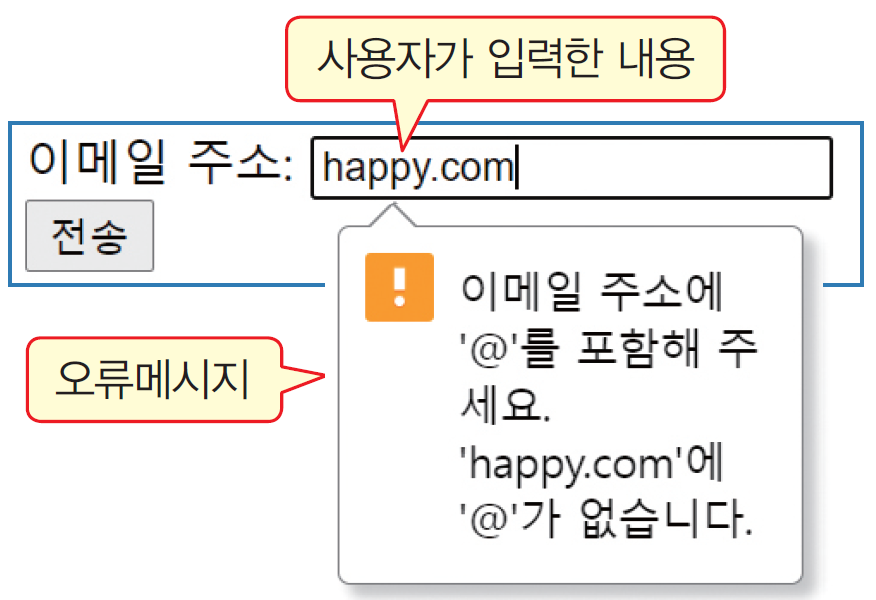 사용자가 입력한 내용
이메일 주소: happy.com
전송
이메일 주소에
'@'를 포함해 주
세요.
'happy.com'에
'@'가 없습니다.
오류메시지